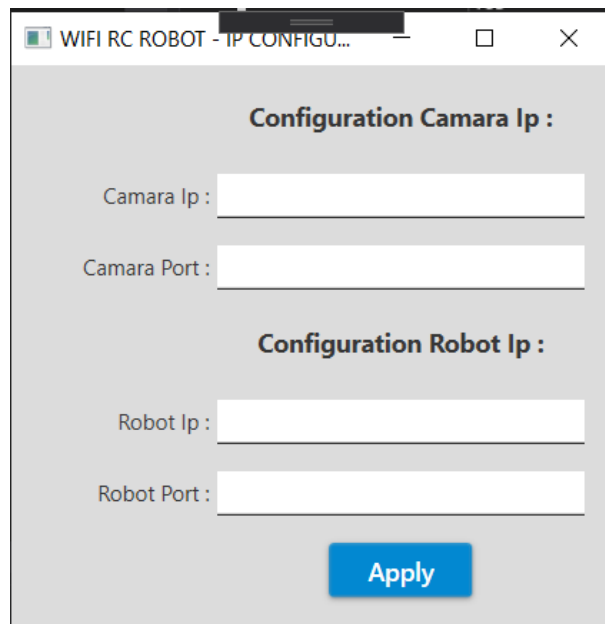 WIFI RC ROBOT - IP CONFIGU...
Configuration Camara Ip :
Camara Ip :
Camara Port :
Configuration Robot Ip :
Robot Ip :
Robot Port :
Apply